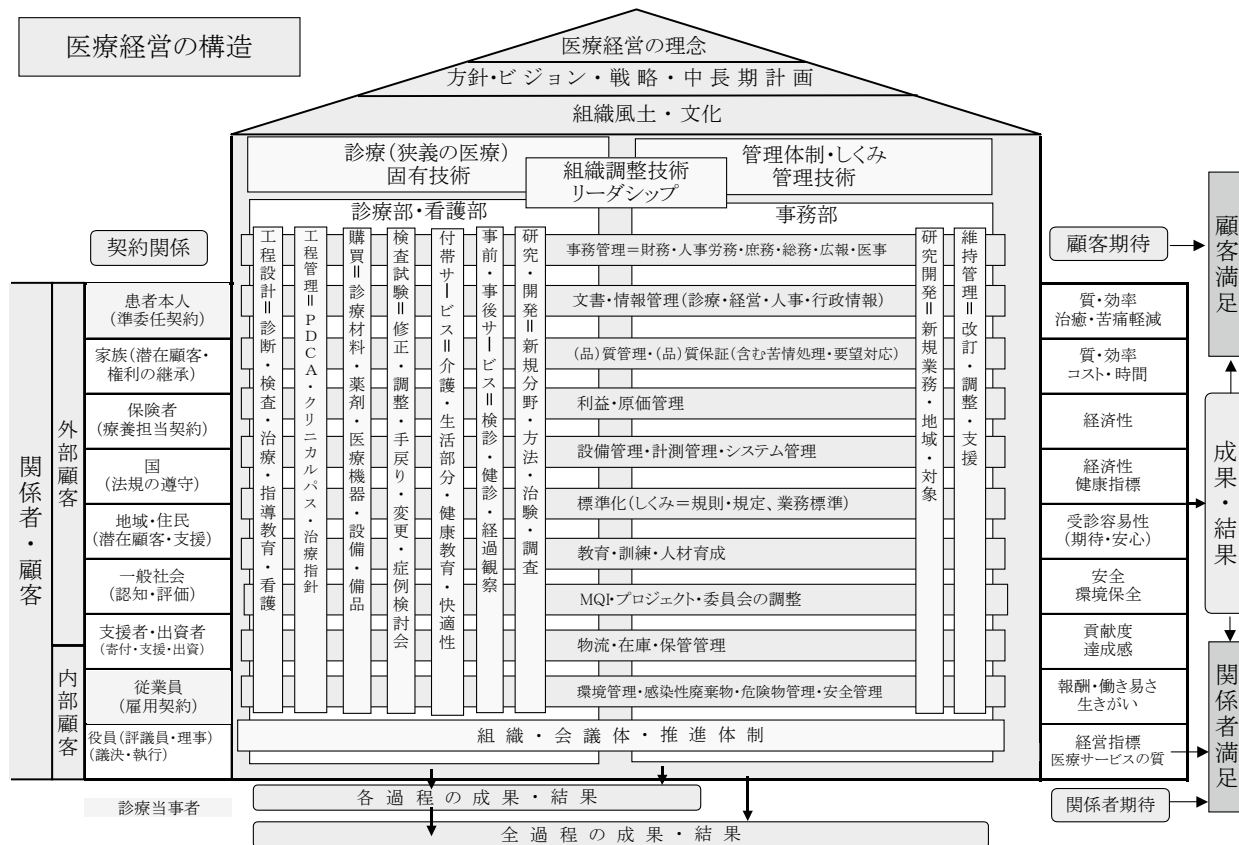 医療経営の構造
医療経営の理念
方針・ビジョン・戦略・中長期計画
組織風土・文化
診療(狭義の医療)
固有技術
組織調整技術
リーダシップ
管理体制・しくみ
管理技術
診療部・看護部
事務部
契約関係
関係者・顧客
外部顧客
内部顧客
患者本人
(準委任契約)
家族(潜在顧客・
権利の継承)
保険者
(療養担当契約)
国
(法規の遵守)
地域・住民
(潜在顧客・支援)
一般社会
(認知・評価)
支援者・出資者
(寄付・支援・出資)
従業員
(雇用契約)
役員(評議員・理事)
(議決・執行)
診療当事者
工程設計＝診断・検査・治療・指導教育・看護
工程管理＝PDCA・クリニカルパス・治療指針
購買＝診療材料・薬剤・医療機器・設備・備品
検査試験＝修正・調整・手戻り・変更・症例検討会
付帯サービス＝介護・生活部分・健康教育・快適性
事前・事後サービス＝検診・健診・経過観察
研究・開発＝新規分野・方法・治験・調査
事務管理＝財務・人事労務・庶務・総務・広報・医事
文書・情報管理(診療・経営・人事・行政情報)
(品)質管理・(品)質保証(含む苦情処理・要望対応)
利益・原価管理
設備管理・計測管理・システム管理
標準化(しくみ＝規則・規定、業務標準)
教育・訓練・人材育成
MQI・プロジェクト・委員会の調整
物流・在庫・保管管理
環境管理・感染性廃棄物・危険物管理・安全管理
研究開発＝新規業務・地域・対象
維持管理＝改訂・調整・支援
組織・会議体・推進体制
各過程の成果・結果
全過程の成果・結果
顧客期待
質・効率
治癒・苦痛軽減
質・効率
コスト・時間
経済性
経済性
健康指標
受診容易性
(期待・安心)
安全
環境保全
貢献度
達成感
報酬・働き易さ
生きがい
経営指標
医療サービスの質
関係者期待
顧客満足
成果・結果
関係者満足